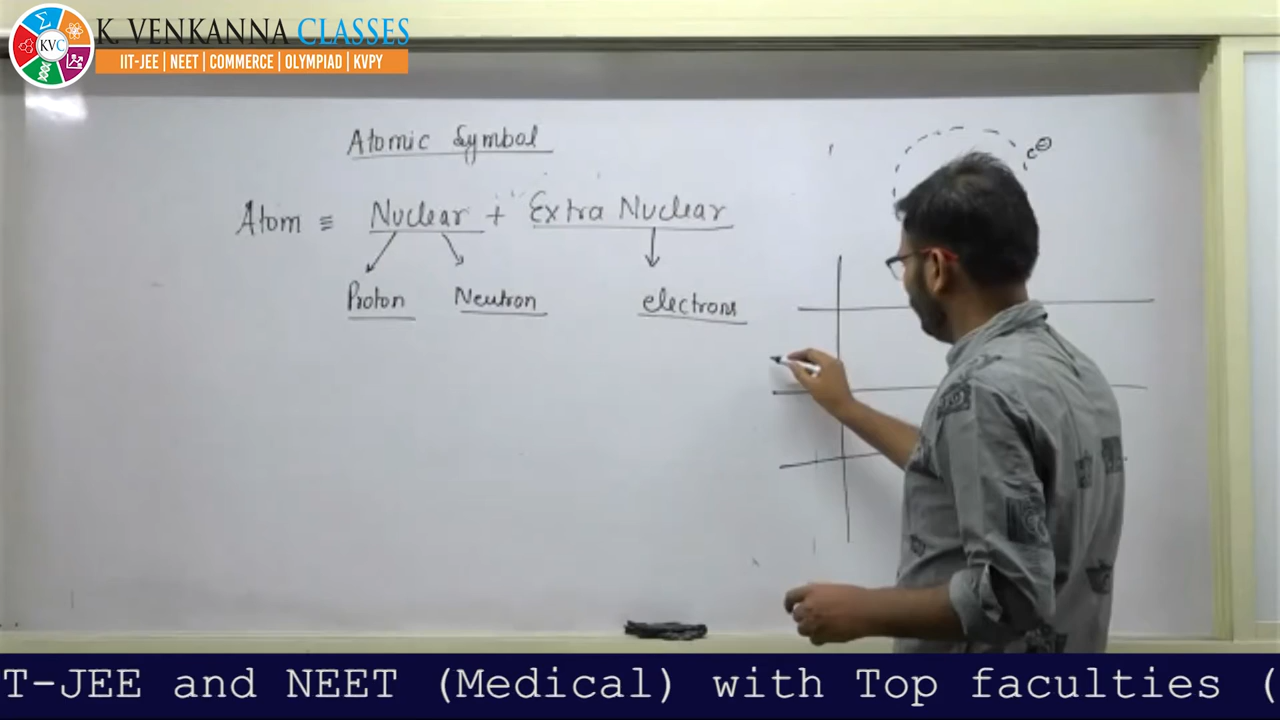 K. VENKANNA CLASSES
KVC
IIT-JEE | NEET | COMMERCE | OLYMPIAD | KVPY
Atomic Symbol
e⊖
Atom ≡ Nuclear + Extra Nuclear
Proton Neutron electrons
T-JEE and NEET (Medical) with Top faculties (